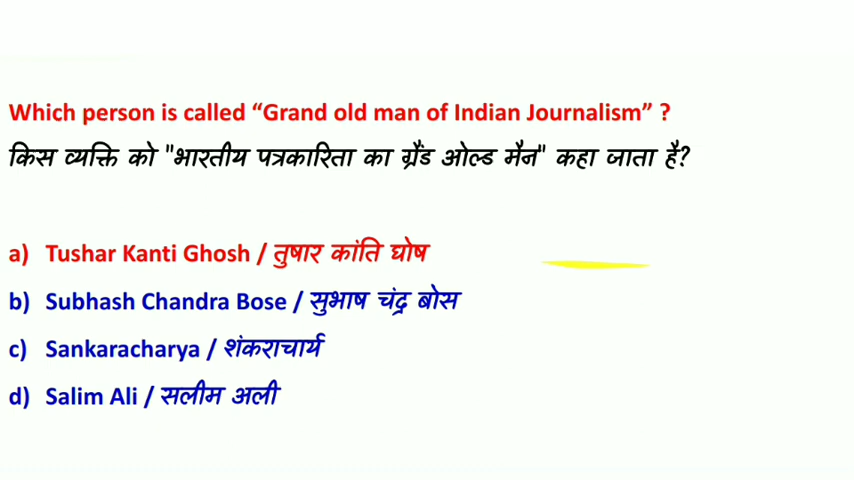 Which person is called “Grand old man of Indian Journalism” ?
किस व्यक्ति को "भारतीय पत्रकारिता का ग्रैंड ओल्ड मैन" कहा जाता है?
a) Tushar Kanti Ghosh / तुषार कांति घोष
b) Subhash Chandra Bose / सुभाष चंद्र बोस
c) Sankaracharya / शंकराचार्य
d) Salim Ali / सलीम अली